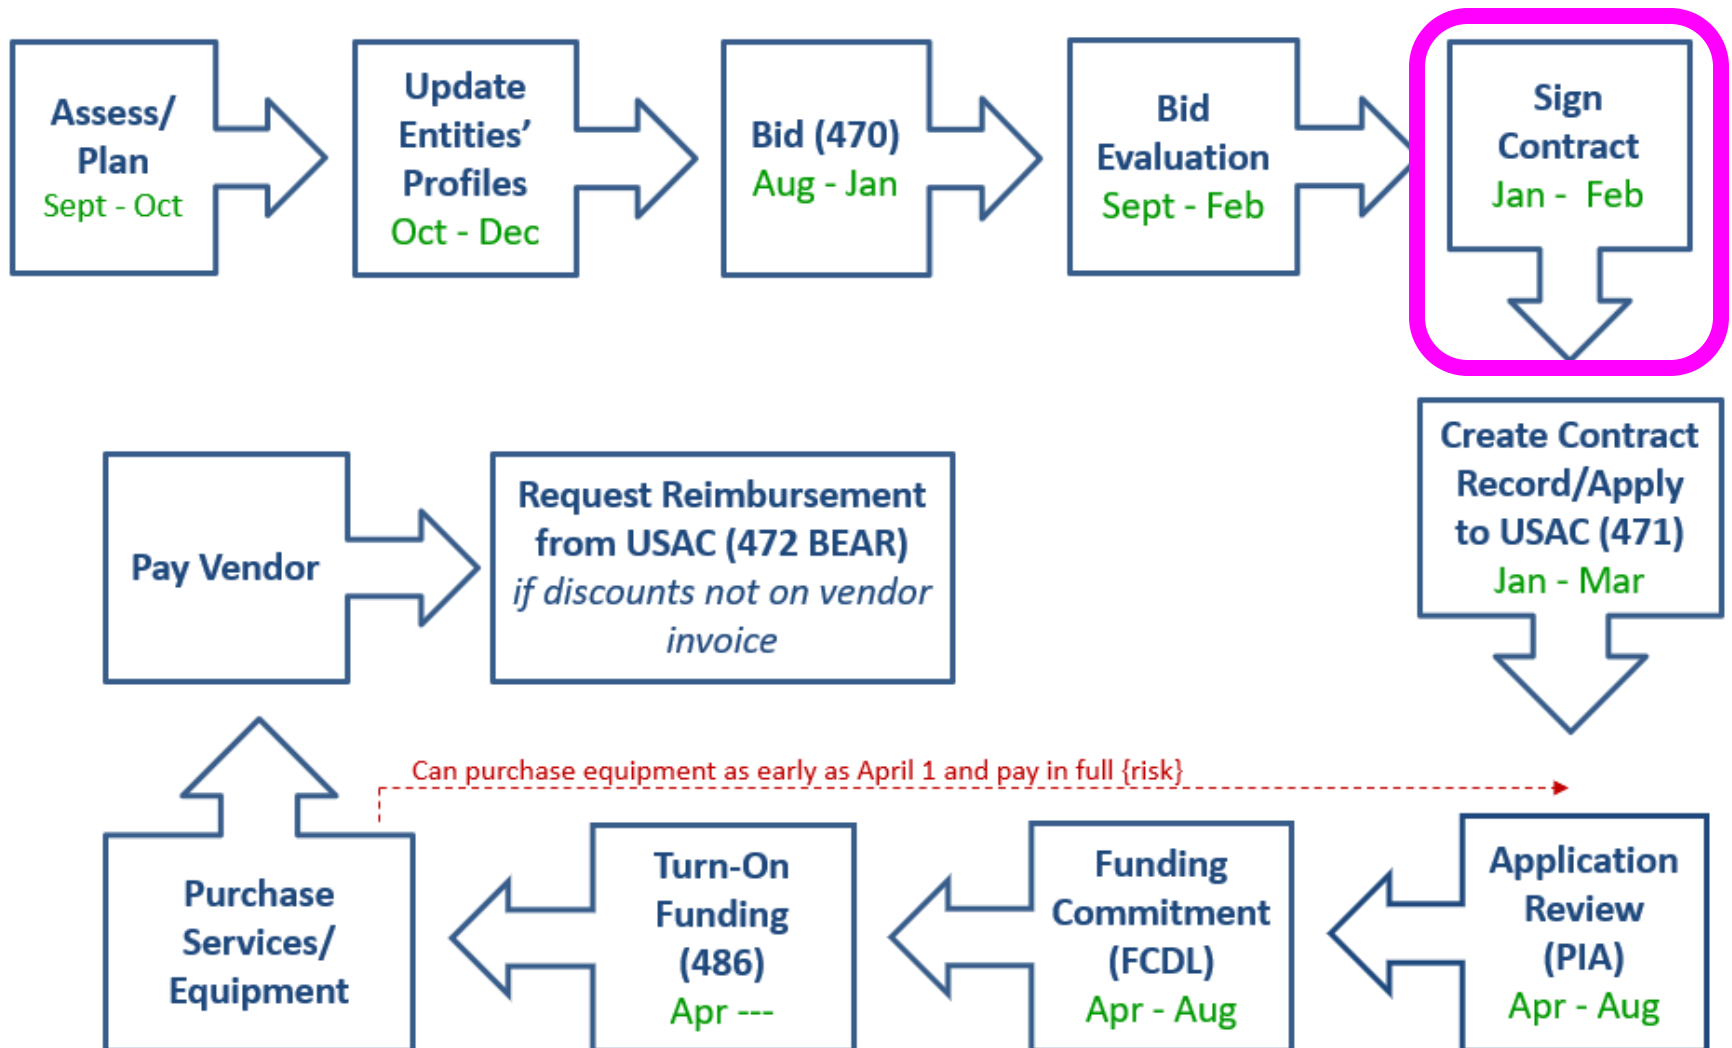 Assess/
Plan
Sept - Oct
Update
Entities’
Profiles
Oct - Dec
Bid (470)
Aug - Jan
Bid
Evaluation
Sept - Feb
Sign
Contract
Jan -  Feb
Create Contract
Record/Apply
to USAC (471)
Jan - Mar
Application
Review
(PIA)
Apr - Aug
Funding
Commitment
(FCDL)
Apr - Aug
Turn-On
Funding
(486)
Apr ---
Can purchase equipment as early as April 1 and pay in full {risk}
Purchase
Services/
Equipment
Pay Vendor
Request Reimbursement
from USAC (472 BEAR)
if discounts not on vendor
invoice